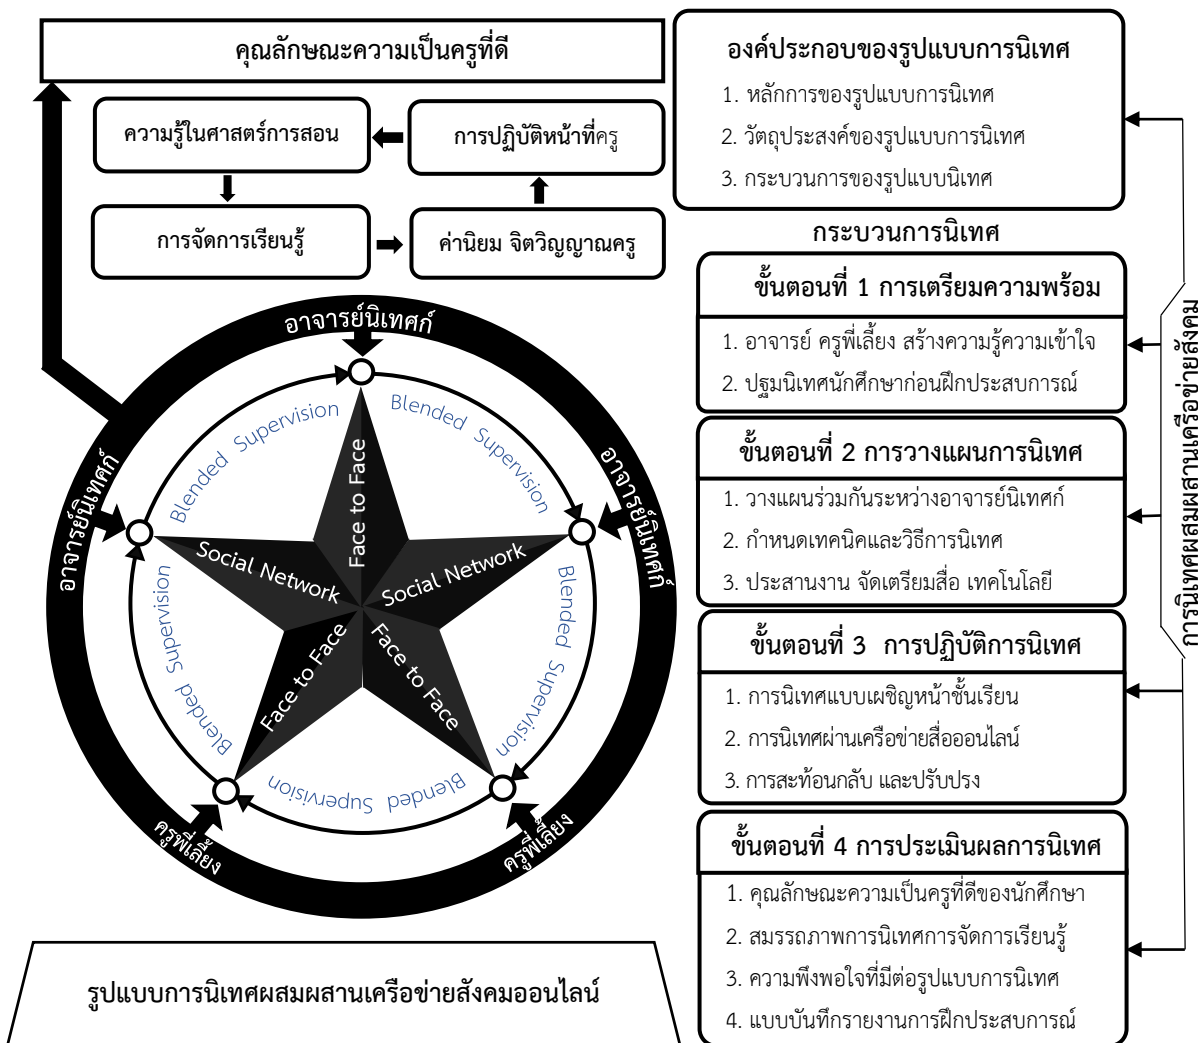 คุณลักษณะความเป็นครูที่ดี
ความรู้ในศาสตร์การสอน
การปฏิบัติหน้าที่ครู
การจัดการเรียนรู้
ค่านิยม จิตวิญญาณครู
อาจารย์นิเทศก์
อาจารย์นิเทศก์
อาจารย์นิเทศก์
ครูพี่เลี้ยง
ครูพี่เลี้ยง
Blended Supervision
Blended Supervision
Blended Supervision
Blended Supervision
Blended Supervision
Face to Face
Social Network
Social Network
Face to Face
Face to Face
รูปแบบการนิเทศผสมผสานเครือข่ายสังคมออนไลน์
องค์ประกอบของรูปแบบการนิเทศ
1. หลักการของรูปแบบการนิเทศ
2. วัตถุประสงค์ของรูปแบบการนิเทศ
3. กระบวนการของรูปแบบนิเทศ
กระบวนการนิเทศ
ขั้นตอนที่ 1 การเตรียมความพร้อม
1. อาจารย์ ครูพี่เลี้ยง สร้างความรู้ความเข้าใจ
2. ปฐมนิเทศนักศึกษาก่อนฝึกประสบการณ์
ขั้นตอนที่ 2 การวางแผนการนิเทศ
1. วางแผนร่วมกันระหว่างอาจารย์นิเทศก์
2. กำหนดเทคนิคและวิธีการนิเทศ
3. ประสานงาน จัดเตรียมสื่อ เทคโนโลยี
ขั้นตอนที่ 3 การปฏิบัติการนิเทศ
1. การนิเทศแบบเผชิญหน้าชั้นเรียน
2. การนิเทศผ่านเครือข่ายสื่อออนไลน์
3. การสะท้อนกลับ และปรับปรุง
ขั้นตอนที่ 4 การประเมินผลการนิเทศ
1. คุณลักษณะความเป็นครูที่ดีของนักศึกษา
2. สมรรถภาพการนิเทศการจัดการเรียนรู้
3. ความพึงพอใจที่มีต่อรูปแบบการนิเทศ
4. แบบบันทึกรายงานการฝึกประสบการณ์
การนิเทศผสมผสานเครือข่ายสังคม